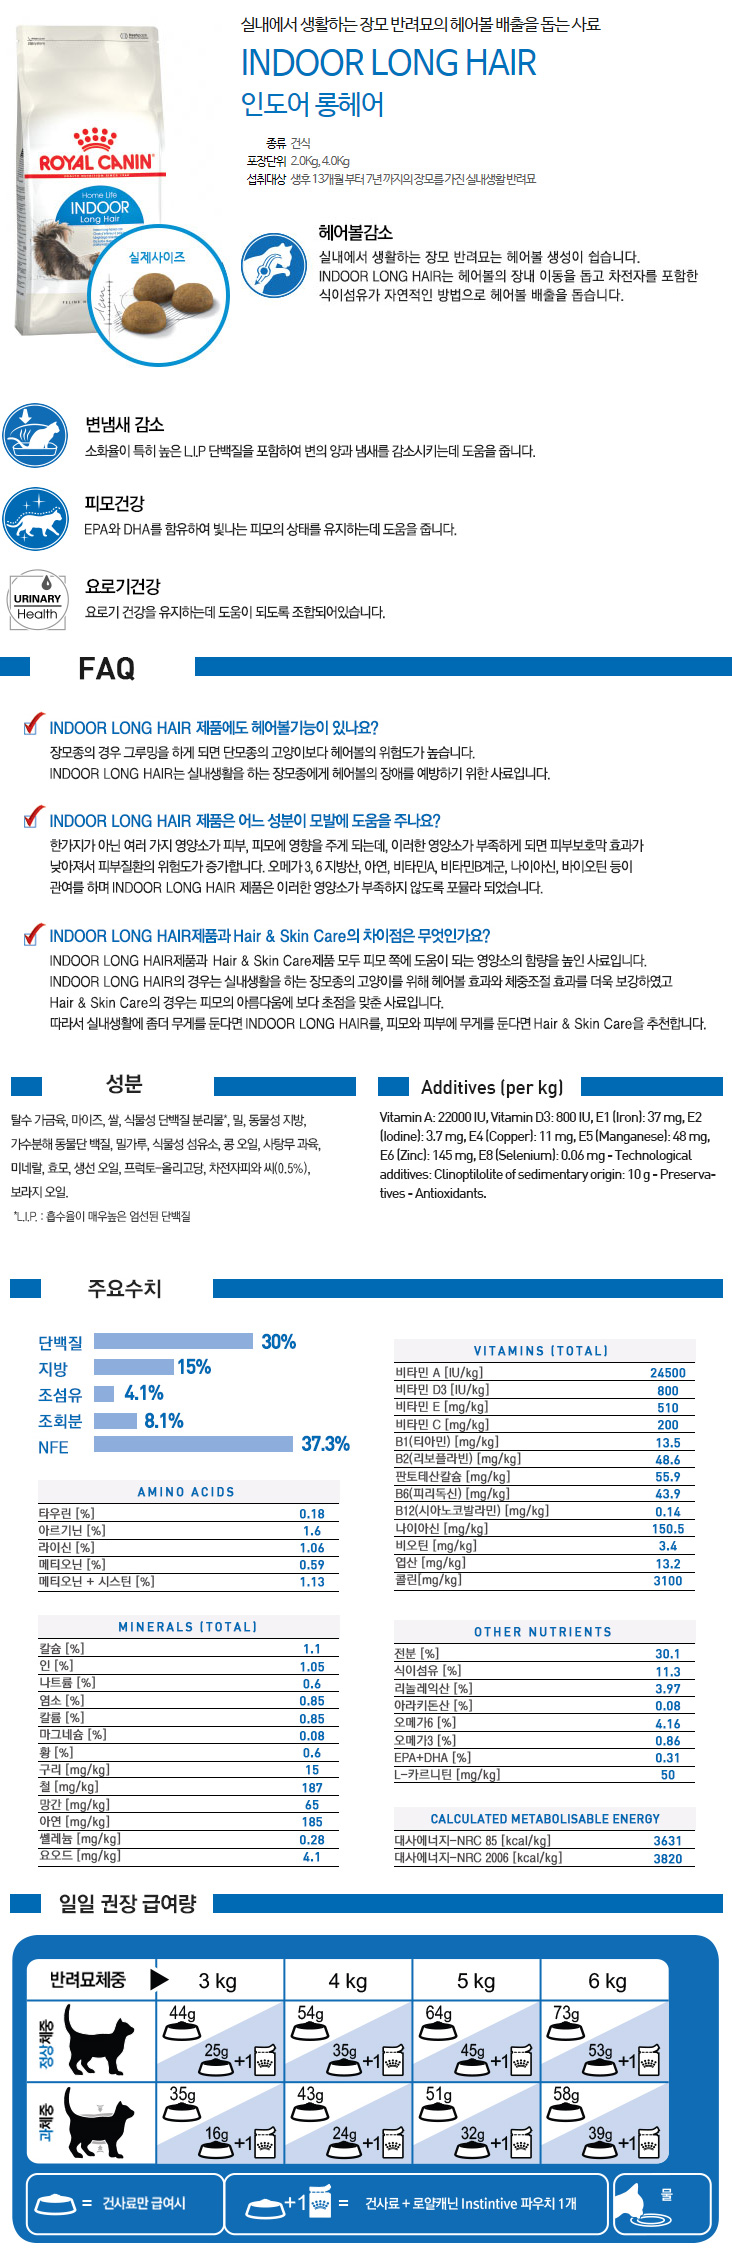 실내에서 생활하는 장모 반려묘의 헤어볼 배출을 돕는 사료
INDOOR LONG HAIR
인도어 롱헤어
종류 건식
포장단위 2.0Kg, 4.0Kg
섭취대상 생후 13개월 부터 7년 까지의 장모를 가진 실내생활 반려묘
ROYAL CANIN
Home Life
INDOOR
Long Hair
실제사이즈
헤어볼감소
실내에서 생활하는 장모 반려묘는 헤어볼 생성이 쉽습니다.
INDOOR LONG HAIR는 헤어볼의 장내 이동을 돕고 차전자를 포함한
식이섬유가 자연적인 방법으로 헤어볼 배출을 돕습니다.
변냄새 감소
소화율이 특히 높은 L.I.P 단백질을 포함하여 변의 양과 냄새를 감소시키는데 도움을 줍니다.
피모건강
EPA와 DHA를 함유하여 빛나는 피모의 상태를 유지하는데 도움을 줍니다.
URINARY
Health
요로기건강
요로기 건강을 유지하는데 도움이 되도록 조합되어있습니다.
FAQ
INDOOR LONG HAIR 제품에도 헤어볼기능이 있나요?
장모종의 경우 그루밍을 하게 되면 단모종의 고양이보다 헤어볼의 위험도가 높습니다.
INDOOR LONG HAIR는 실내생활을 하는 장모종에게 헤어볼의 장애를 예방하기 위한 사료입니다.
INDOOR LONG HAIR 제품은 어느 성분이 모발에 도움을 주나요?
한가지가 아닌 여러 가지 영양소가 피부, 피모에 영향을 주게 되는데, 이러한 영양소가 부족하게 되면 피부보호막 효과가
낮아져서 피부질환의 위험도가 증가합니다. 오메가 3, 6 지방산, 아연, 비타민A, 비타민B계군, 나이아신, 바이오틴 등이
관여를 하며 INDOOR LONG HAIR 제품은 이러한 영양소가 부족하지 않도록 포뮬라 되었습니다.
INDOOR LONG HAIR제품과 Hair & Skin Care의 차이점은 무엇인가요?
INDOOR LONG HAIR제품과 Hair & Skin Care제품 모두 피모 쪽에 도움이 되는 영양소의 함량을 높인 사료입니다.
INDOOR LONG HAIR의 경우는 실내생활을 하는 장모종의 고양이를 위해 헤어볼 효과와 체중조절 효과를 더욱 보강하였고
Hair & Skin Care의 경우는 피모의 아름다움에 보다 초점을 맞춘 사료입니다.
따라서 실내생활에 좀더 무게를 둔다면 INDOOR LONG HAIR를, 피모와 피부에 무게를 둔다면 Hair & Skin Care을 추천합니다.
성분
탈수 가금육, 마이즈, 쌀, 식물성 단백질 분리물*, 밀, 동물성 지방,
가수분해 동물단 백질, 밀가루, 식물성 섬유소, 콩 오일, 사탕무 과육,
미네랄, 효모, 생선 오일, 프럭토-올리고당, 차전자피와 씨(0.5%),
보라지 오일.
*L.I.P. : 흡수율이 매우높은 엄선된 단백질
Additives (per kg)
Vitamin A: 22000 IU, Vitamin D3: 800 IU, E1 (Iron): 37 mg, E2
(Iodine): 3.7 mg, E4 (Copper): 11 mg, E5 (Manganese): 48 mg,
E6 (Zinc): 145 mg, E8 (Selenium): 0.06 mg - Technological
additives: Clinoptilolite of sedimentary origin: 10 g - Preserva-
tives - Antioxidants.
주요수치
단백질 30%
지방 15%
조섬유 4.1%
조회분 8.1%
NFE 37.3%
AMINO ACIDS
타우린 [%] 0.18
아르기닌 [%] 1.6
라이신 [%] 1.06
메티오닌 [%] 0.59
메티오닌 + 시스틴 [%] 1.13
MINERALS (TOTAL)
칼슘 [%] 1.1
인 [%] 1.05
나트륨 [%] 0.6
염소 [%] 0.85
칼륨 [%] 0.85
마그네슘 [%] 0.08
황 [%] 0.6
구리 [mg/kg] 15
철 [mg/kg] 187
망간 [mg/kg] 65
아연 [mg/kg] 185
쎌레늄 [mg/kg] 0.28
요오드 [mg/kg] 4.1
VITAMINS (TOTAL)
비타민 A [IU/kg] 24500
비타민 D3 [IU/kg] 800
비타민 E [mg/kg] 510
비타민 C [mg/kg] 200
B1(티아민) [mg/kg] 13.5
B2(리보플라빈) [mg/kg] 48.6
판토테산칼슘 [mg/kg] 55.9
B6(피리독신) [mg/kg] 43.9
B12(시아노코발라민) [mg/kg] 0.14
나이아신 [mg/kg] 150.5
비오틴 [mg/kg] 3.4
엽산 [mg/kg] 13.2
콜린[mg/kg] 3100
OTHER NUTRIENTS
전분 [%] 30.1
식이섬유 [%] 11.3
리놀레익산 [%] 3.97
아라키돈산 [%] 0.08
오메가6 [%] 4.16
오메가3 [%] 0.86
EPA+DHA [%] 0.31
L-카르니틴 [mg/kg] 50
CALCULATED METABOLISABLE ENERGY
대사에너지-NRC 85 [kcal/kg] 3631
대사에너지-NRC 2006 [kcal/kg] 3820
일일 권장 급여량
반려묘체중 3 kg 4 kg 5 kg 6 kg
정상체중
44g 54g 64g 73g
25g +1 35g +1 45g +1 53g +1
과체중
35g 43g 51g 58g
16g +1 24g +1 32g +1 39g +1
= 건사료만 급여시
+1 = 건사료 + 로얄캐닌 Instintive 파우치 1개
물